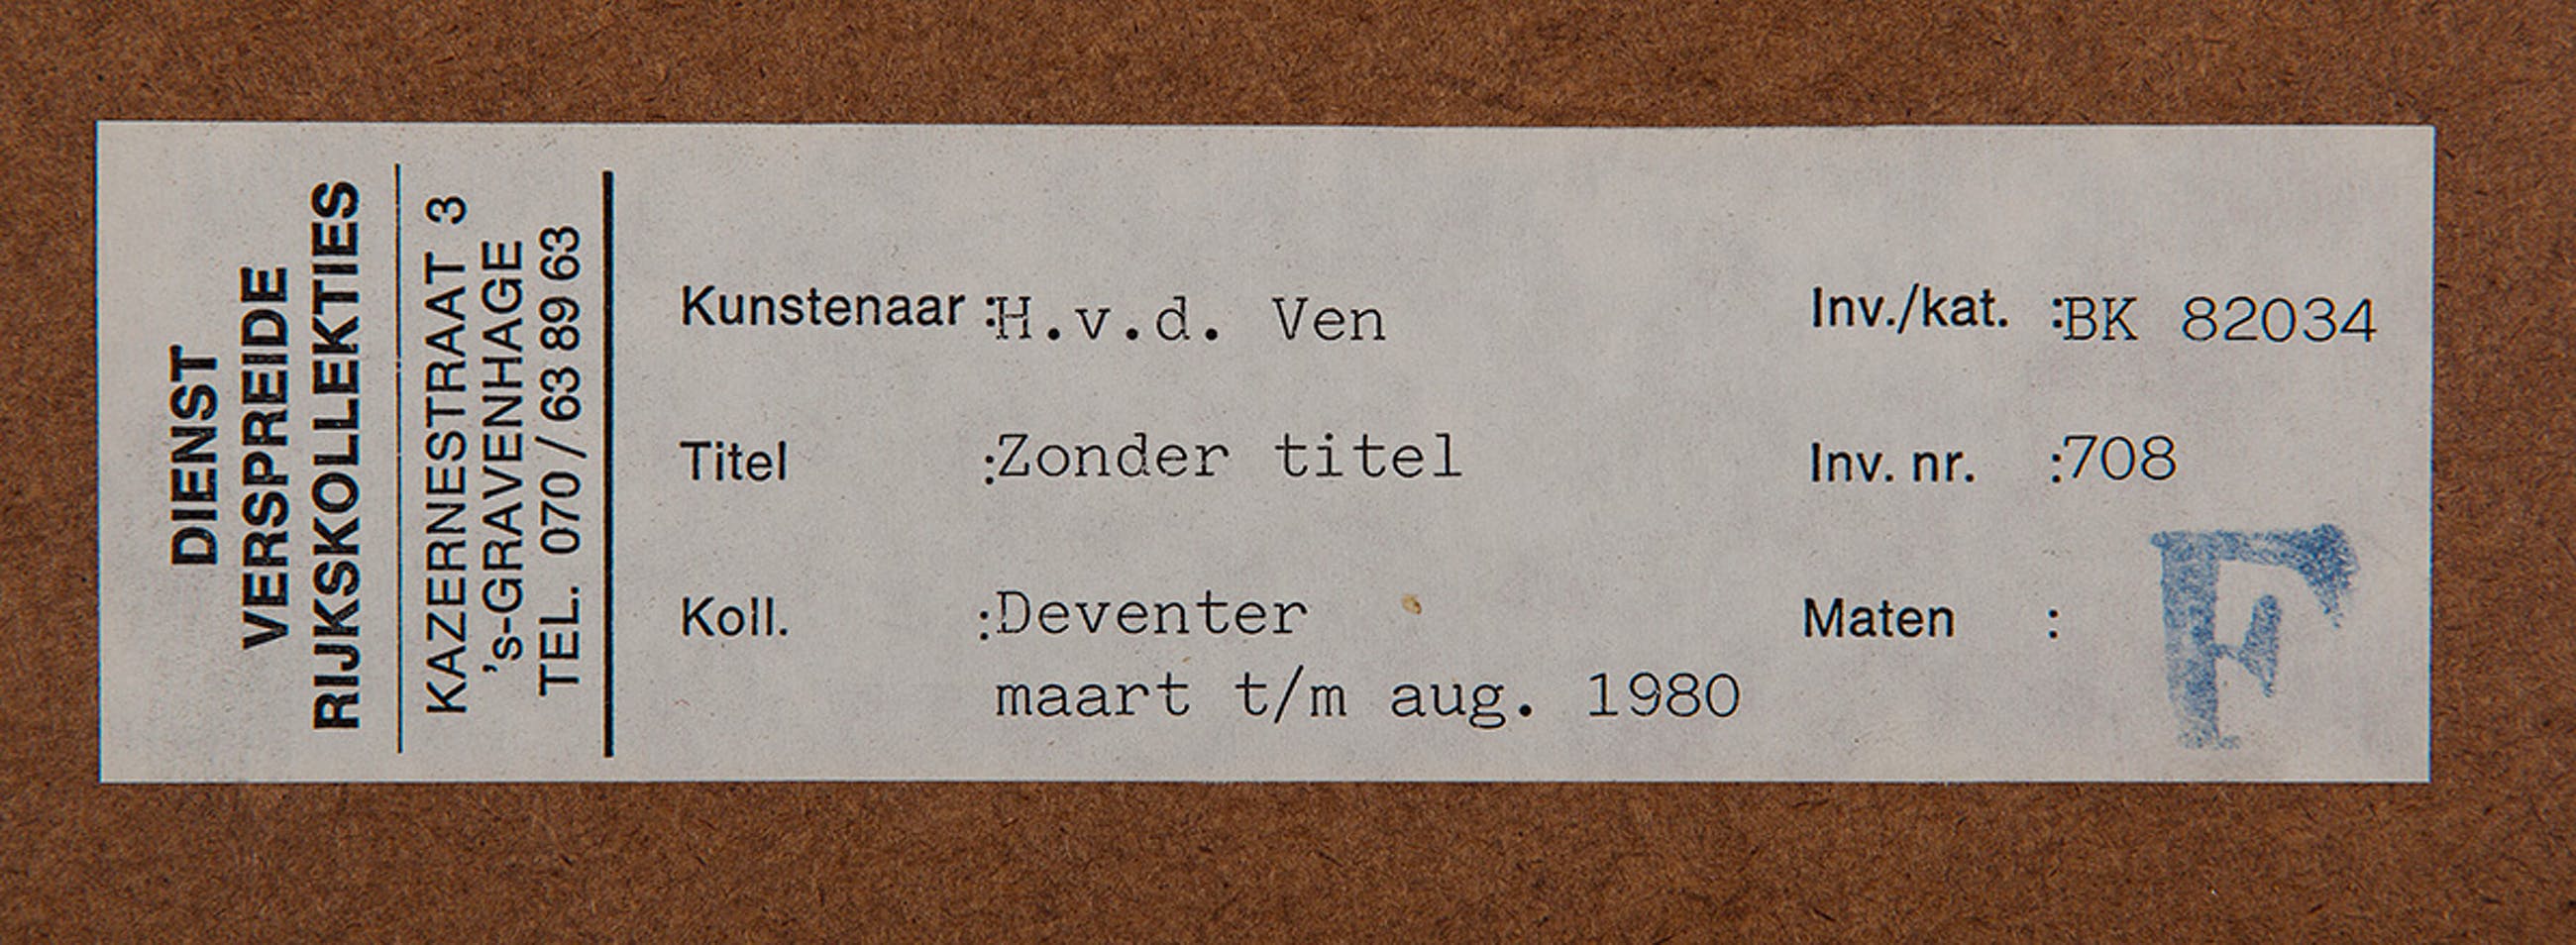 DIENST
VERSPREIDE
RIJKSKOLLEKTIES
KAZERNESTRAAT 3
's-GRAVENHAGE
TEL. 070/63 89 63
Kunstenaar :H.v.d. Ven
Titel :Zonder titel
Koll. :Deventer
maart t/m aug. 1980
Inv./kat. :BK 82034
Inv. nr. :708
Maten :
F